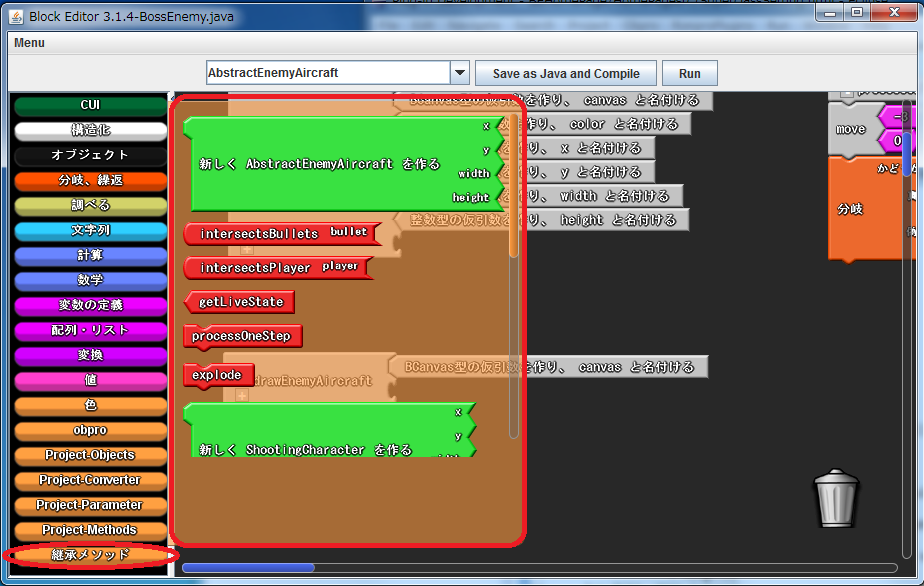 Block Editor 3.1.4-BossEnemy.java
Menu
AbstractEnemyAircraft
Save as Java and Compile
Run
CUI
構造化
オブジェクト
分岐、繰返
調べる
文字列
計算
数学
変数の定義
配列・リスト
変換
値
色
obpro
Project-Objects
Project-Converter
Project-Parameter
Project-Methods
継承メソッド
新しく AbstractEnemyAircraft を作る
x
y
width
height
intersectsBullets bullet
intersectsPlayer player
getLiveState
processOneStep
explode
新しく ShootingCharacter を作る
x
y
BCanvas型の仮引数を作り、 canvas と名付ける
数を作り、 color と名付ける
を作り、 x と名付ける
を作り、 y と名付ける
を作り、 width と名付ける
整数型の仮引数を作り、 height と名付ける
drawEnemyAircraft
BCanvas型の仮引数を作り、 canvas と名付ける
move
-3
0
かど
分岐